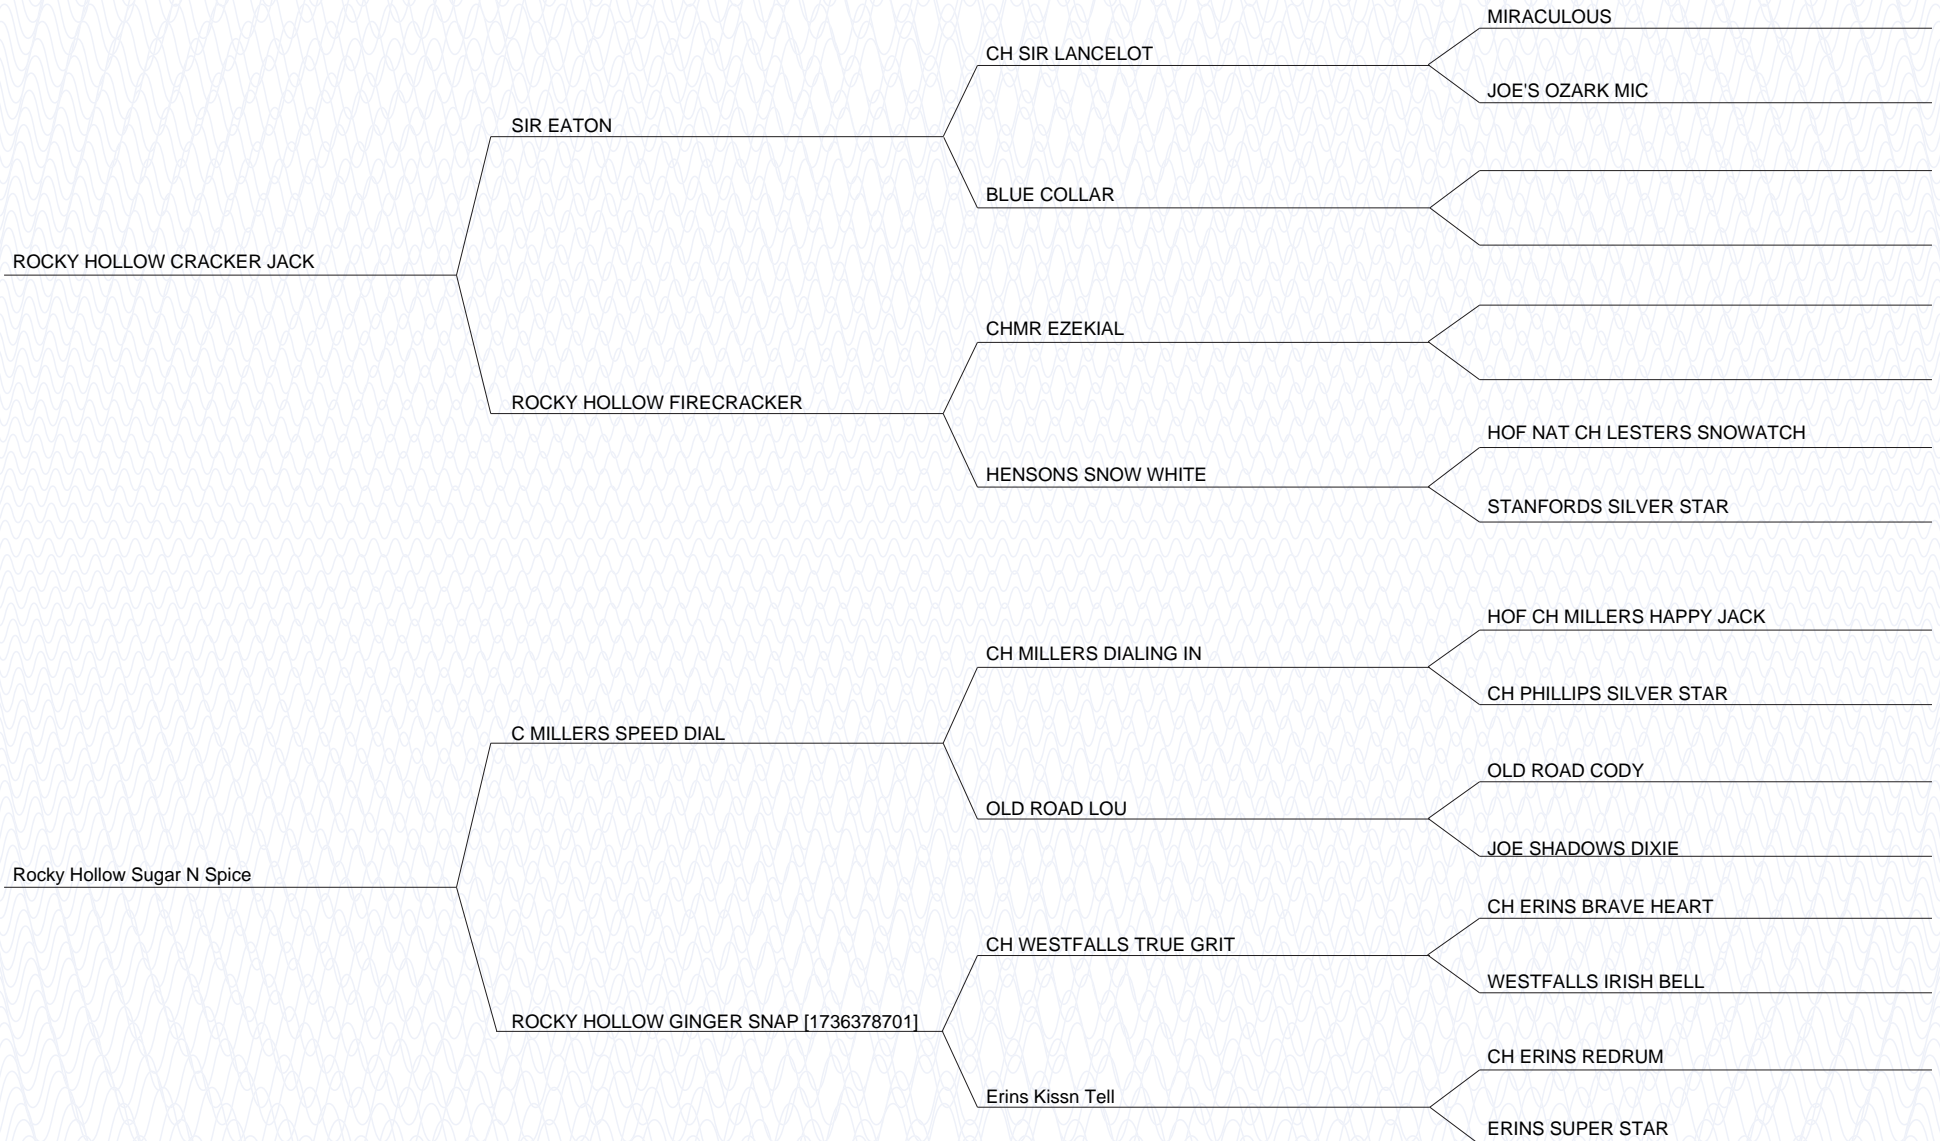 MIRACULOUS
CH SIR LANCELOT
JOE'S OZARK MIC
SIR EATON
BLUE COLLAR
ROCKY HOLLOW CRACKER JACK
CHMR EZEKIAL
ROCKY HOLLOW FIRECRACKER
HOF NAT CH LESTERS SNOWATCH
HENSONS SNOW WHITE
STANFORDS SILVER STAR
HOF CH MILLERS HAPPY JACK
CH MILLERS DIALING IN
CH PHILLIPS SILVER STAR
C MILLERS SPEED DIAL
OLD ROAD CODY
OLD ROAD LOU
JOE SHADOWS DIXIE
Rocky Hollow Sugar N Spice
CH ERINS BRAVE HEART
CH WESTFALLS TRUE GRIT
WESTFALLS IRISH BELL
ROCKY HOLLOW GINGER SNAP [1736378701]
CH ERINS REDRUM
Erins Kissn Tell
ERINS SUPER STAR